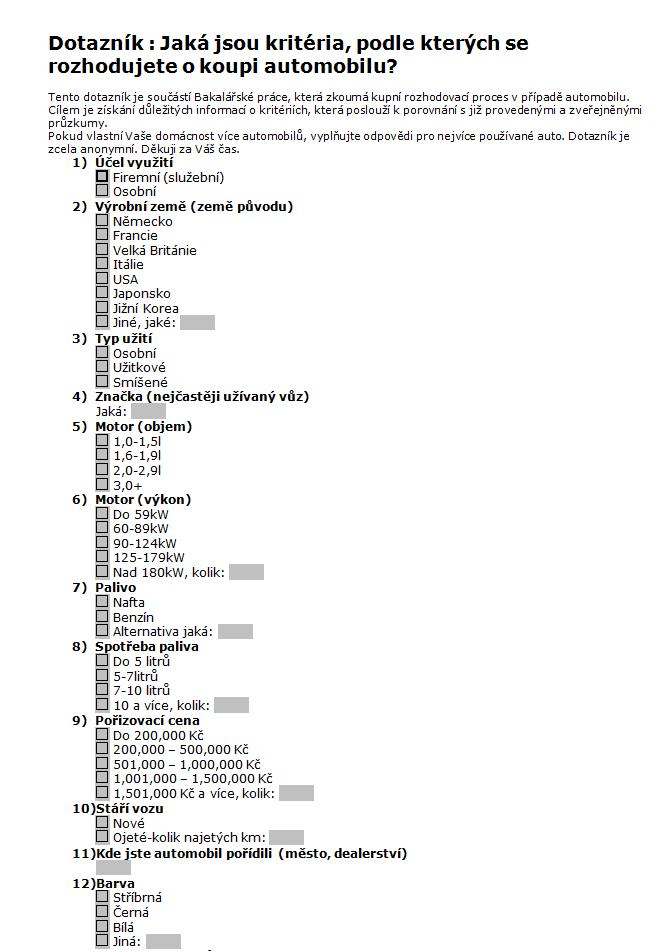 Dotazník : Jaká jsou kritéria, podle kterých se
rozhodujete o koupi automobilu?
Tento dotazník je součástí Bakalářské práce, která zkoumá kupní rozhodovací proces v případě automobilu.
Cílem je získání důležitých informací o kritériích, která poslouží k porovnání s již provedenými a zveřejněnými
průzkumy.
Pokud vlastní Vaše domácnost více automobilů, vyplňujte odpovědi pro nejvíce používané auto. Dotazník je
zcela anonymní. Děkuji za Váš čas.
1) Účel využití
Firemní (služební)
Osobní
2) Výrobní země (země původu)
Německo
Francie
Velká Británie
Itálie
USA
Japonsko
Jižní Korea
Jiné, jaké:
3) Typ užití
Osobní
Užitkové
Smíšené
4) Značka (nejčastěji užívaný vůz)
Jaká:
5) Motor (objem)
1,0-1,5l
1,6-1,9l
2,0-2,9l
3,0+
6) Motor (výkon)
Do 59kW
60-89kW
90-124kW
125-179kW
Nad 180kW, kolik:
7) Palivo
Nafta
Benzín
Alternativa jaká:
8) Spotřeba paliva
Do 5 litrů
5-7litrů
7-10 litrů
10 a více, kolik:
9) Pořizovací cena
Do 200,000 Kč
200,000 – 500,000 Kč
501,000 – 1,000,000 Kč
1,001,000 – 1,500,000 Kč
1,501,000 Kč a více, kolik:
10)Stáří vozu
Nové
Ojeté-kolik najetých km:
11)Kde jste automobil pořídili (město, dealerství)
12)Barva
Stříbrná
Černá
Bílá
Jiná: